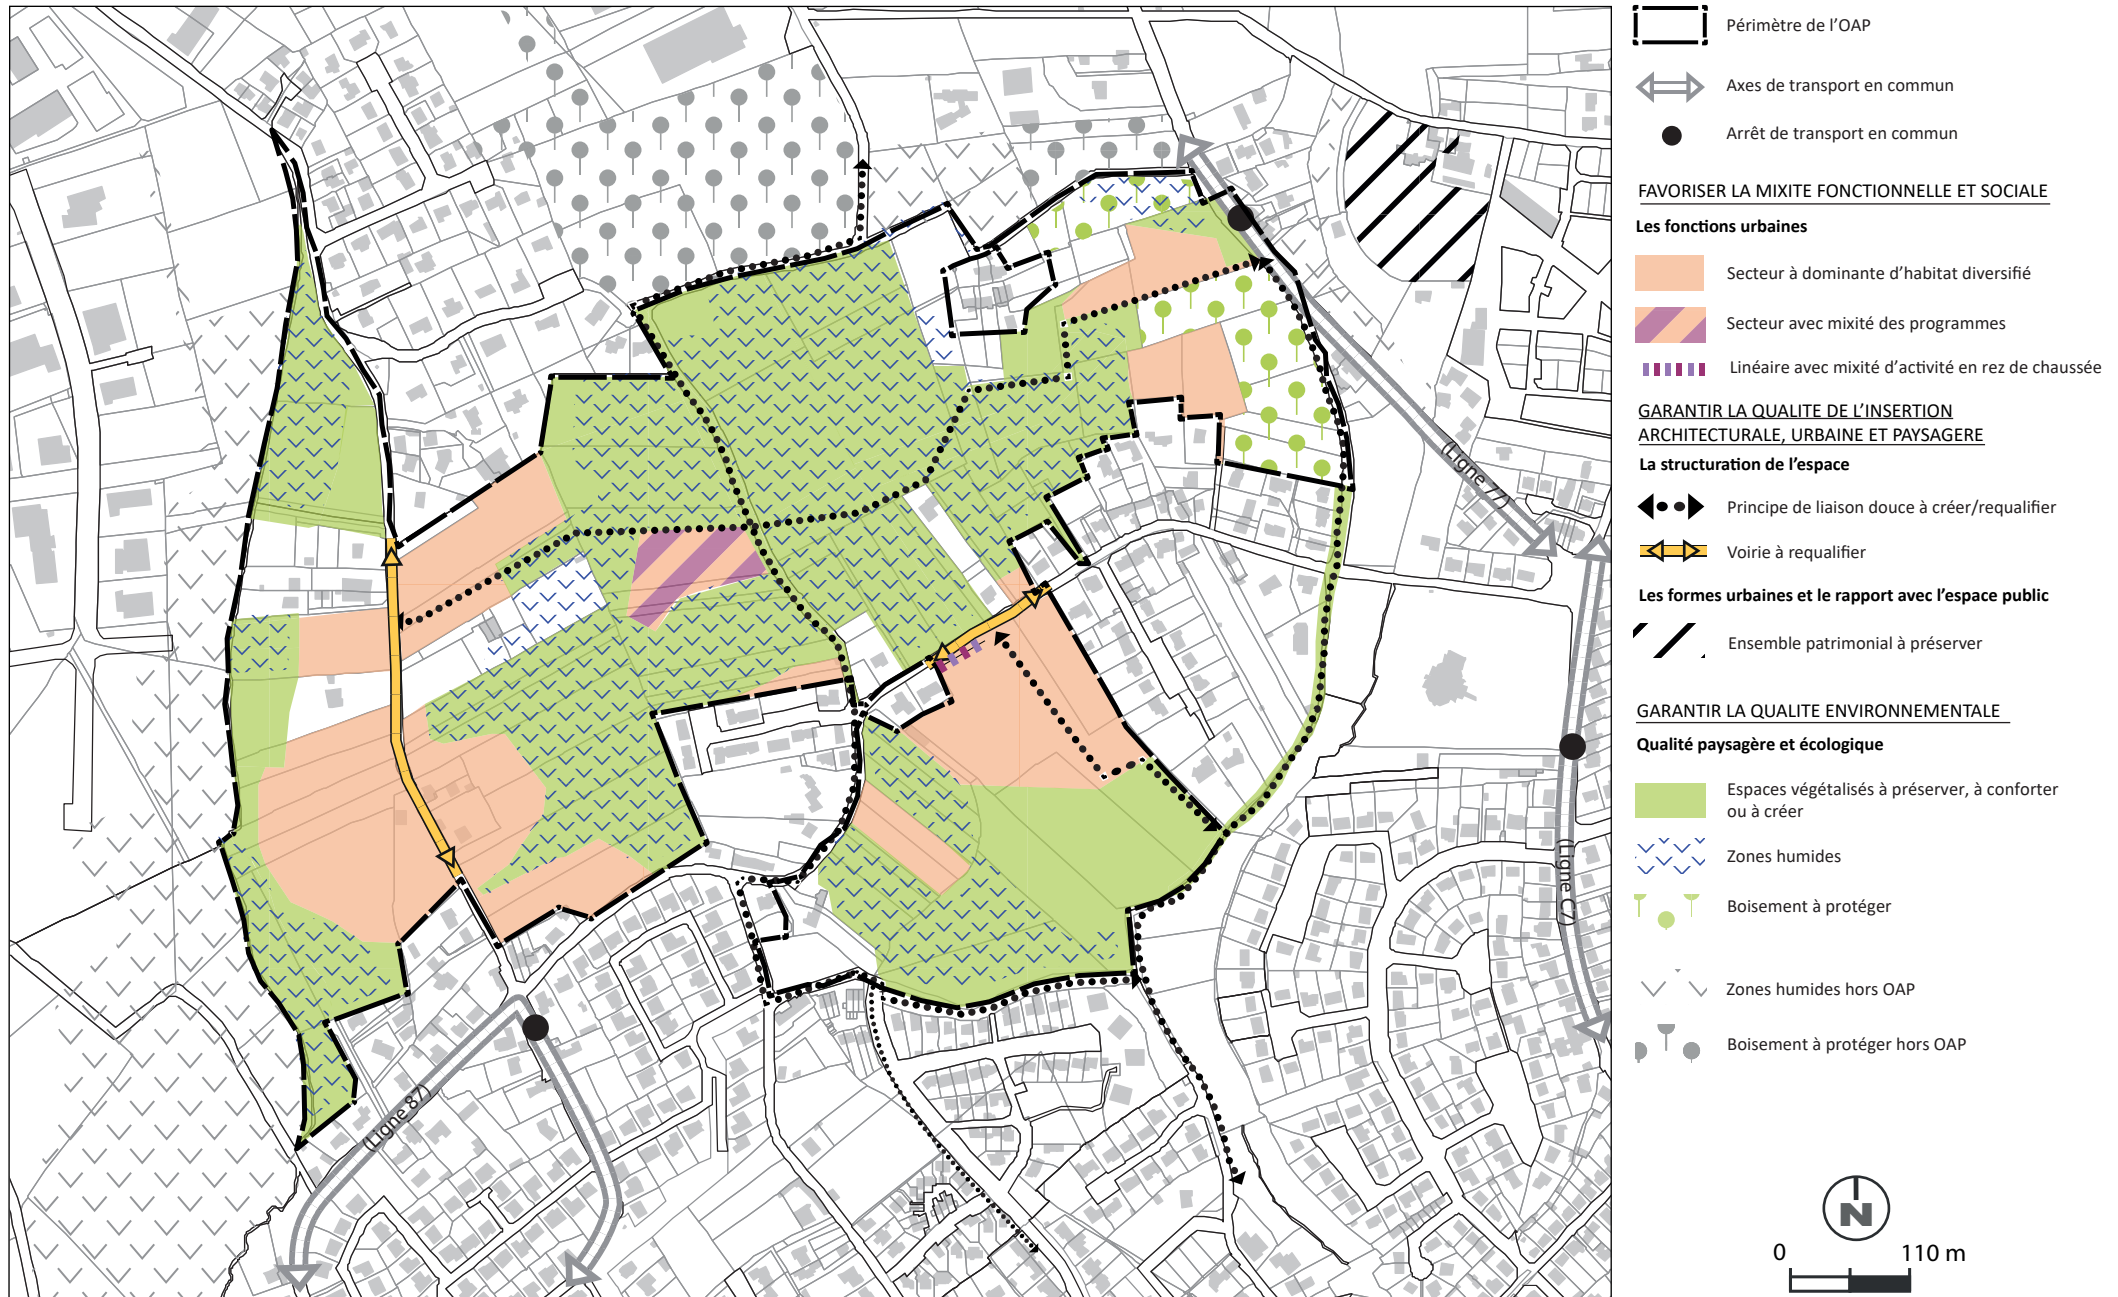 Périmètre de l'OAP
Axes de transport en commun
Arrêt de transport en commun
FAVORISER LA MIXITE FONCTIONNELLE ET SOCIALE
Les fonctions urbaines
Secteur à dominante d'habitat diversifié
Secteur avec mixité des programmes
Linéaire avec mixité d'activité en rez de chaussée
GARANTIR LA QUALITE DE L'INSERTION
ARCHITECTURALE, URBAINE ET PAYSAGERE
La structuration de l'espace
Principe de liaison douce à créer/requalifier
Voirie à requalifier
Les formes urbaines et le rapport avec l'espace public
Ensemble patrimonial à préserver
GARANTIR LA QUALITE ENVIRONNEMENTALE
Qualité paysagère et écologique
Espaces végétalisés à préserver, à conforter
ou à créer
Zones humides
Boisement à protéger
Zones humides hors OAP
Boisement à protéger hors OAP
N
0 110 m
(Ligne 77)
(Ligne C7)
(Ligne 87)